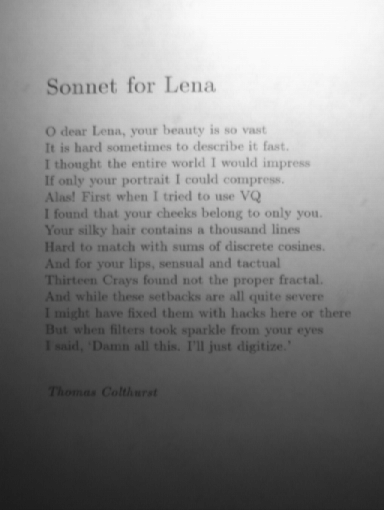 Sonnet for Lena
O dear Lena, your beauty is so vast
It is hard sometimes to describe it fast.
I thought the entire world I would impress
If only your portrait I could compress.
Alas! First when I tried to use VQ
I found that your cheeks belong to only you.
Your silky hair contains a thousand lines
Hard to match with sums of discrete cosines.
And for your lips, sensual and tactual
Thirteen Crays found not the proper fractal.
And while these setbacks are all quite severe
I might have fixed them with hacks here or there
But when filters took sparkle from your eyes
I said, ‘Damn all this. I'll just digitize.’
Thomas Colthurst